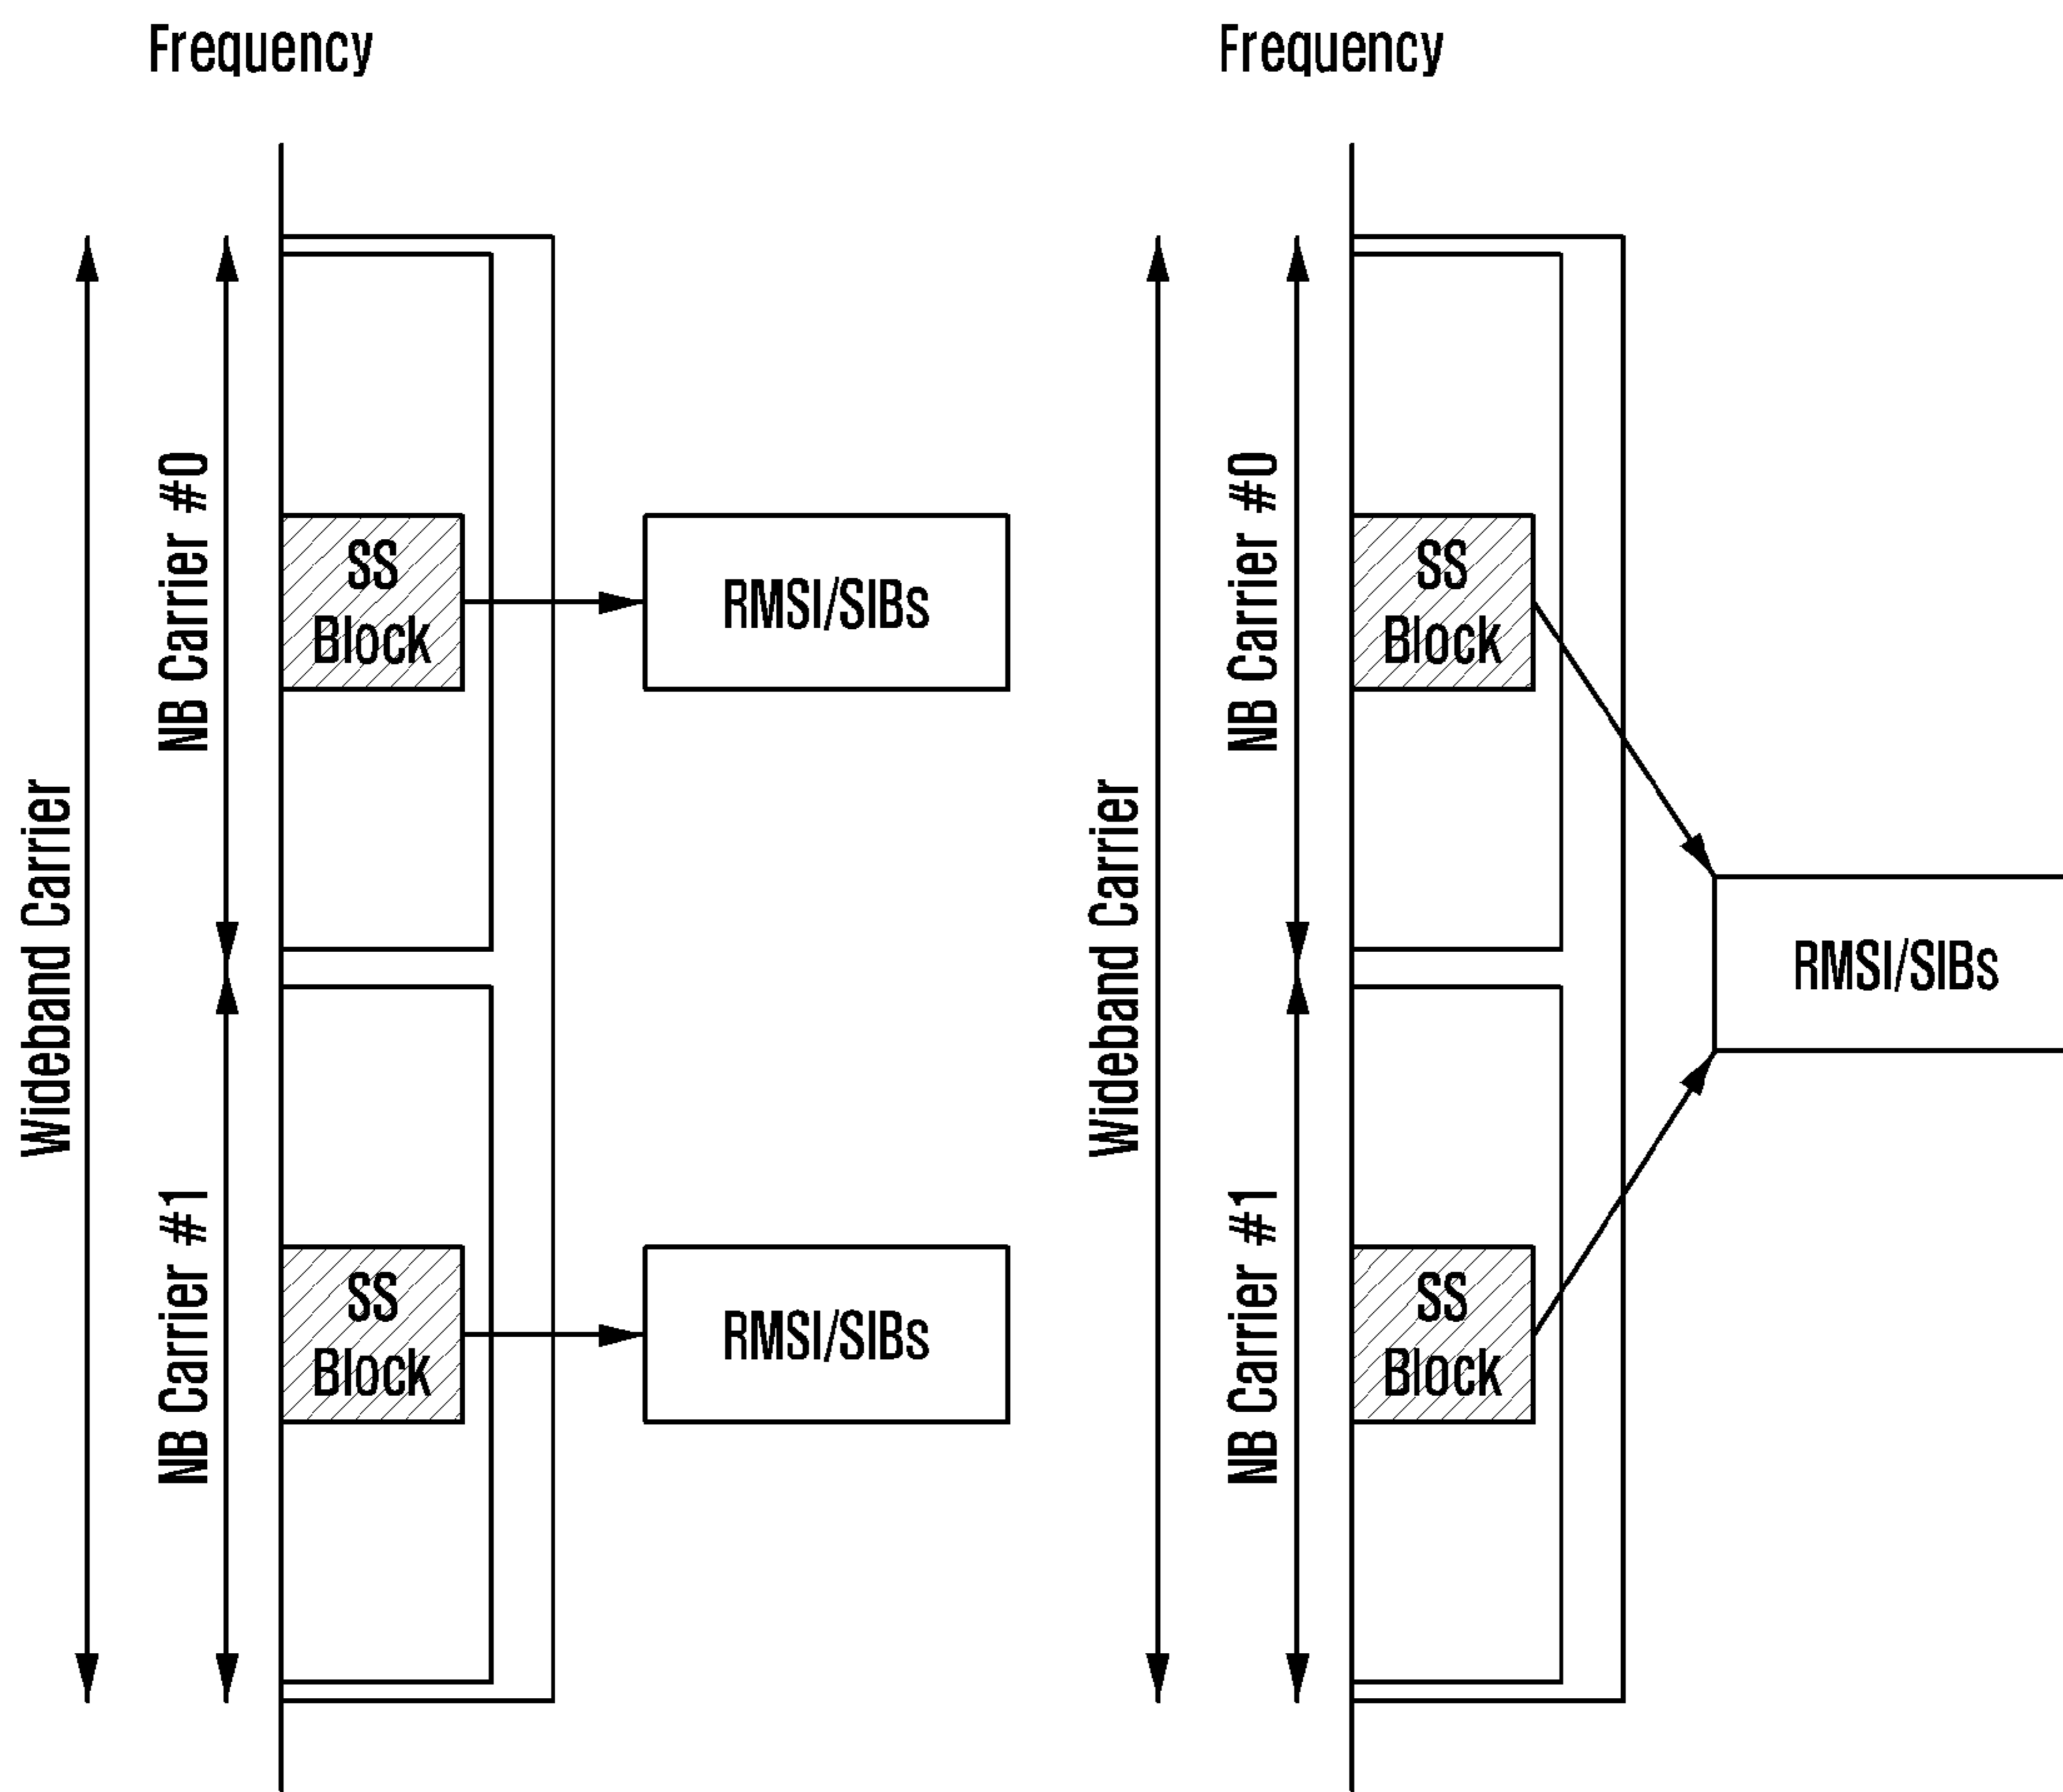 Frequency
Wideband Carrier
NB Carrier #0
SS
Block
RMSI/SIBs
NB Carrier #1
SS
Block
RMSI/SIBs
Frequency
Wideband Carrier
NB Carrier #0
SS
Block
RMSI/SIBs
NB Carrier #1
SS
Block